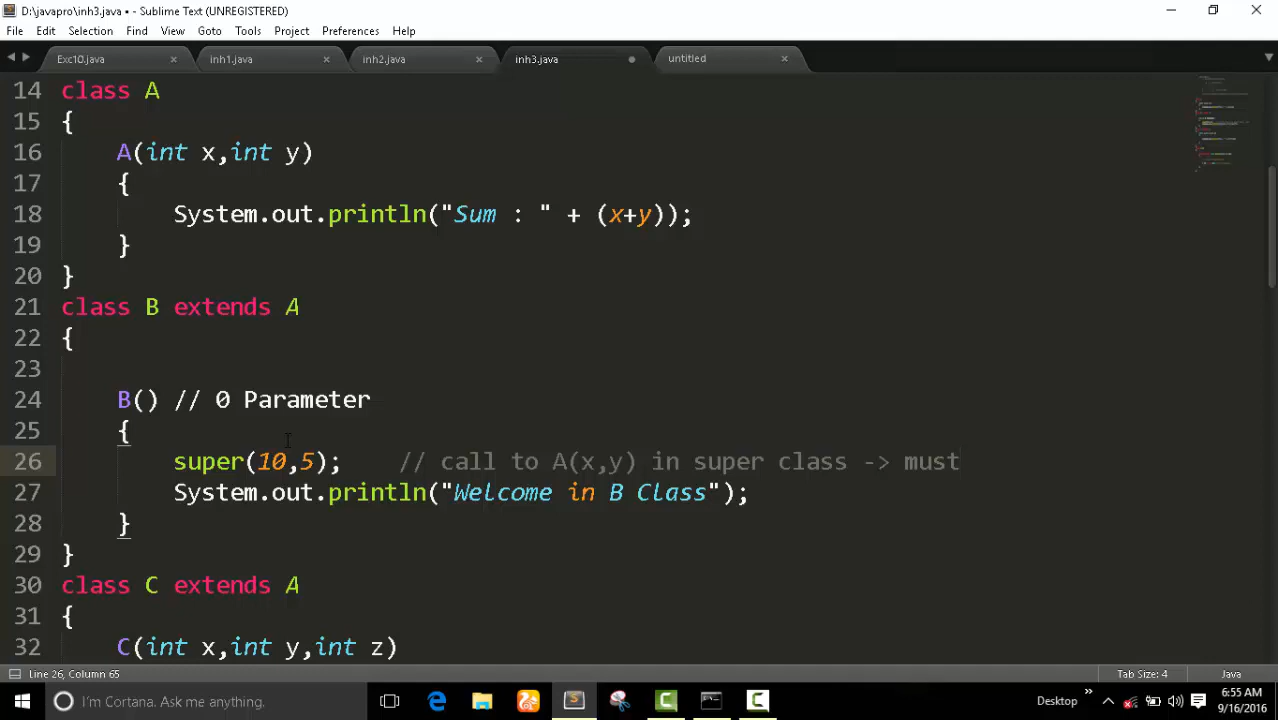 D:\javapro\inh3.java • - Sublime Text (UNREGISTERED)
File Edit Selection Find View Goto Tools Project Preferences Help
Exc10.java inh1.java inh2.java inh3.java untitled
14 class A
15 {
16 A(int x,int y)
17 {
18 System.out.println("Sum : " + (x+y));
19 }
20 }
21 class B extends A
22 {
23
24 B() // 0 Parameter
25 {
26 super(10,5); // call to A(x,y) in super class -> must
27 System.out.println("Welcome in B Class");
28 }
29 }
30 class C extends A
31 {
32 C(int x,int y,int z)
Line 26, Column 65 Tab Size: 4 Java
I'm Cortana. Ask me anything. Desktop 6:55 AM
9/16/2016